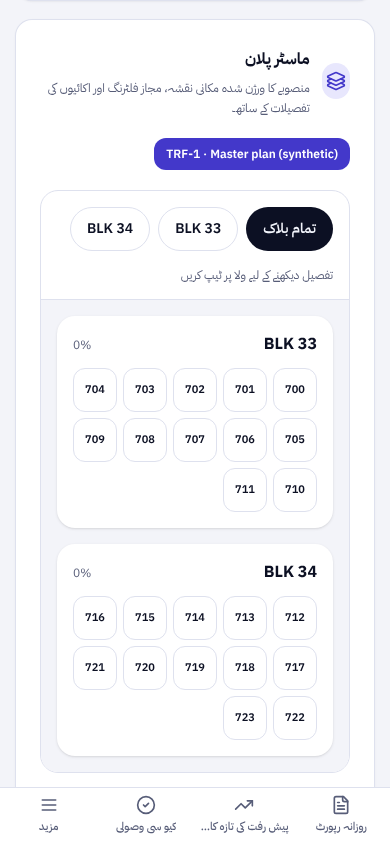 ماسٹر پلان
منصوبے کا ورژن شدہ مکانی نقشہ، مجاز فلٹرنگ اور اکائیوں کی
تفصیلات کے ساتھ۔
TRF-1 · Master plan (synthetic)
تمام بلاک BLK 33 BLK 34
تفصیل دیکھنے کے لیے ولا پر ٹیپ کریں
BLK 33 0%
700 701 702 703 704
705 706 707 708 709
710 711
BLK 34 0%
712 713 714 715 716
717 718 719 720 721
722 723
روزانہ رپورٹ پیش رفت کی تازہ کا... کیو سی وصولی مزید